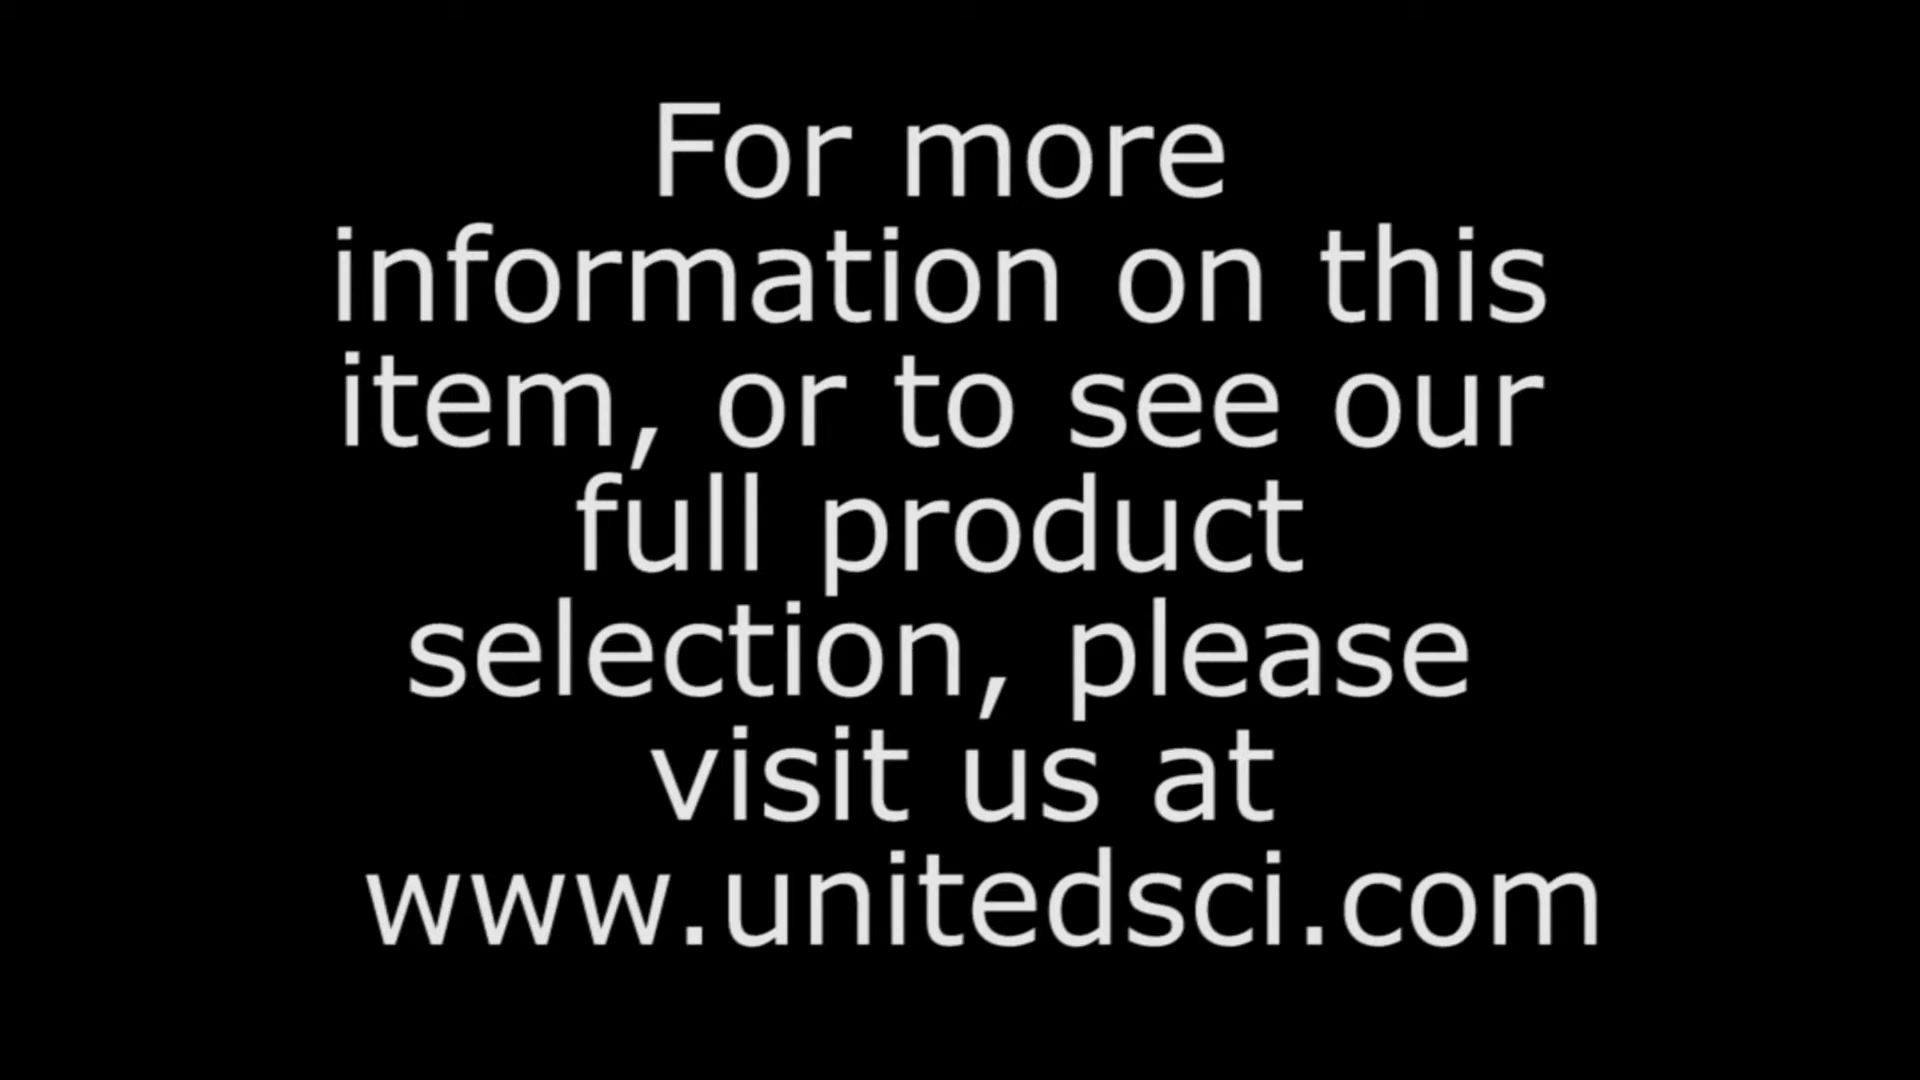 For more
information on this
item, or to see our
full product
selection, please
visit us at
www.unitedsci.com